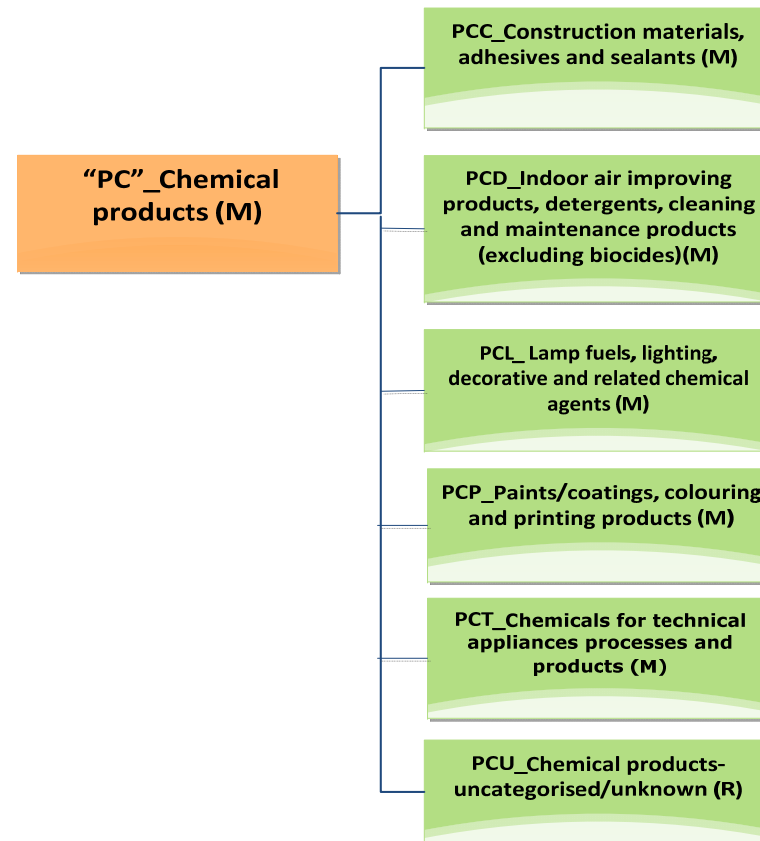 PCC_Construction materials,
adhesives and sealants (M)
“PC”_Chemical
products (M)
PCD_Indoor air improving
products, detergents, cleaning
and maintenance products
(excluding biocides)(M)
PCL_ Lamp fuels, lighting,
decorative and related chemical
agents (M)
PCP_Paints/coatings, colouring
and printing products (M)
PCT_Chemicals for technical
appliances processes and
products (M)
PCU_Chemical products-
uncategorised/unknown (R)